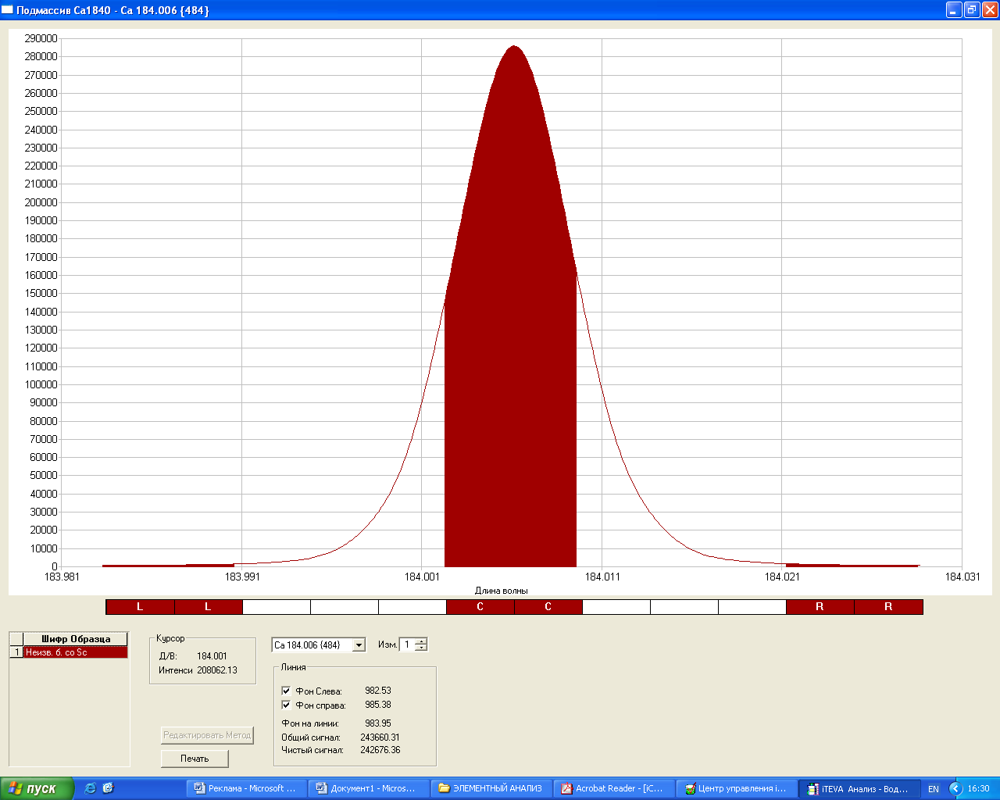 Подмассив Ca1840 - Ca 184.006 {484}
290000
280000
270000
260000
250000
240000
230000
220000
210000
200000
190000
180000
170000
160000
150000
140000
130000
120000
110000
100000
90000
80000
70000
60000
50000
40000
30000
20000
10000
0
183.981 183.991 184.001 184.011 184.021 184.031
Длина волны
L L C C R R
Шифр Образца
1 Неизв. б. со Sc
Курсор
Д/В: 184.001
Интенси 208062.13
Ca 184.006 {484} Изм. 1
Линия
Фон Слева: 982.53
Фон справа: 985.38
Фон на линии: 983.95
Общий сигнал: 243660.31
Чистый сигнал: 242676.36
Редактировать Метод
Печать
пуск Реклама - Microsoft ... Документ1 - Micros... ЭЛЕМЕНТНЫЙ АНАЛИЗ Acrobat Reader - [iC... Центр управления i... iTEVA Анализ - Вод... EN 16:30